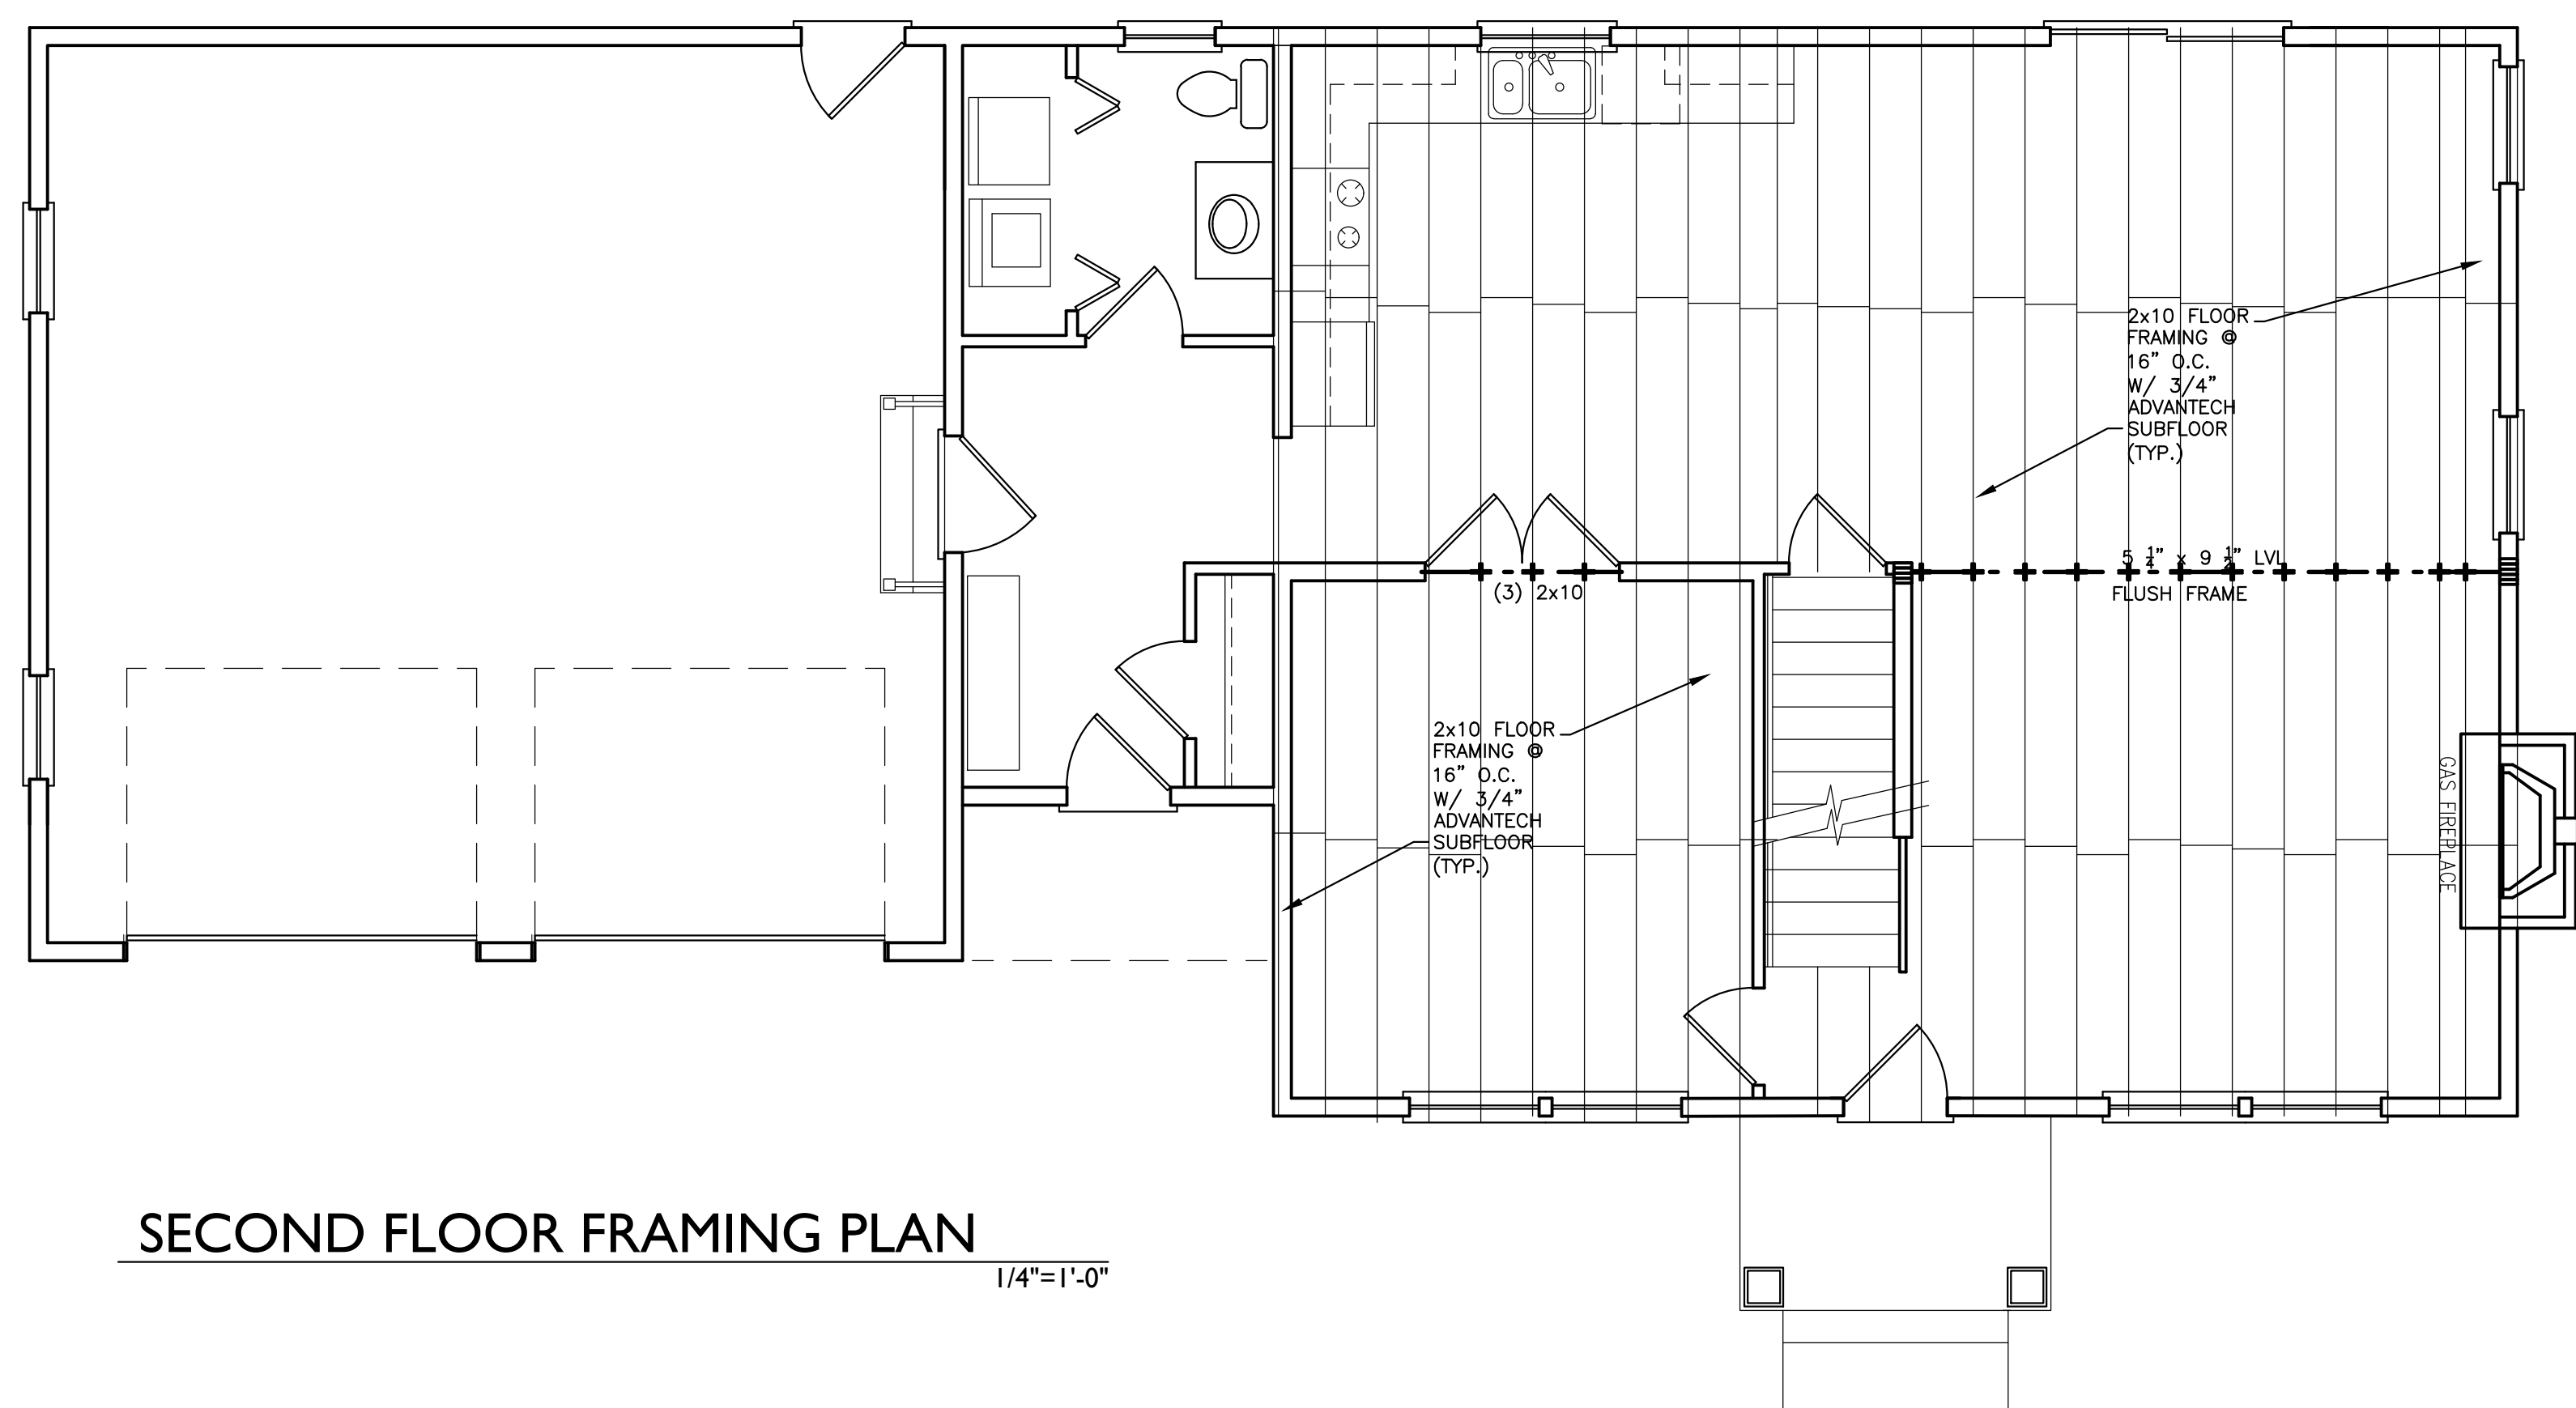 2x10 FLOOR
FRAMING @
16” O.C.
W/ 3/4”
ADVANTECH
SUBFLOOR
(TYP.)
5 1/4” x 9 1/2” LVL
FLUSH FRAME
(3) 2x10
2x10 FLOOR
FRAMING @
16” O.C.
W/ 3/4”
ADVANTECH
SUBFLOOR
(TYP.)
GAS FIREPLACE
SECOND FLOOR FRAMING PLAN
1/4"=1'-0"